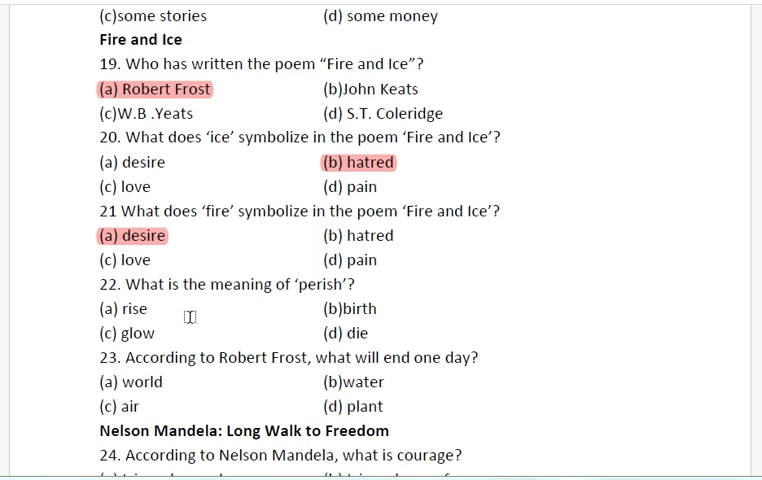 (c)some stories (d) some money
Fire and Ice
19. Who has written the poem “Fire and Ice”?
(a) Robert Frost (b)John Keats
(c)W.B .Yeats (d) S.T. Coleridge
20. What does ‘ice’ symbolize in the poem ‘Fire and Ice’?
(a) desire (b) hatred
(c) love (d) pain
21 What does ‘fire’ symbolize in the poem ‘Fire and Ice’?
(a) desire (b) hatred
(c) love (d) pain
22. What is the meaning of ‘perish’?
(a) rise (b)birth
(c) glow (d) die
23. According to Robert Frost, what will end one day?
(a) world (b)water
(c) air (d) plant
Nelson Mandela: Long Walk to Freedom
24. According to Nelson Mandela, what is courage?